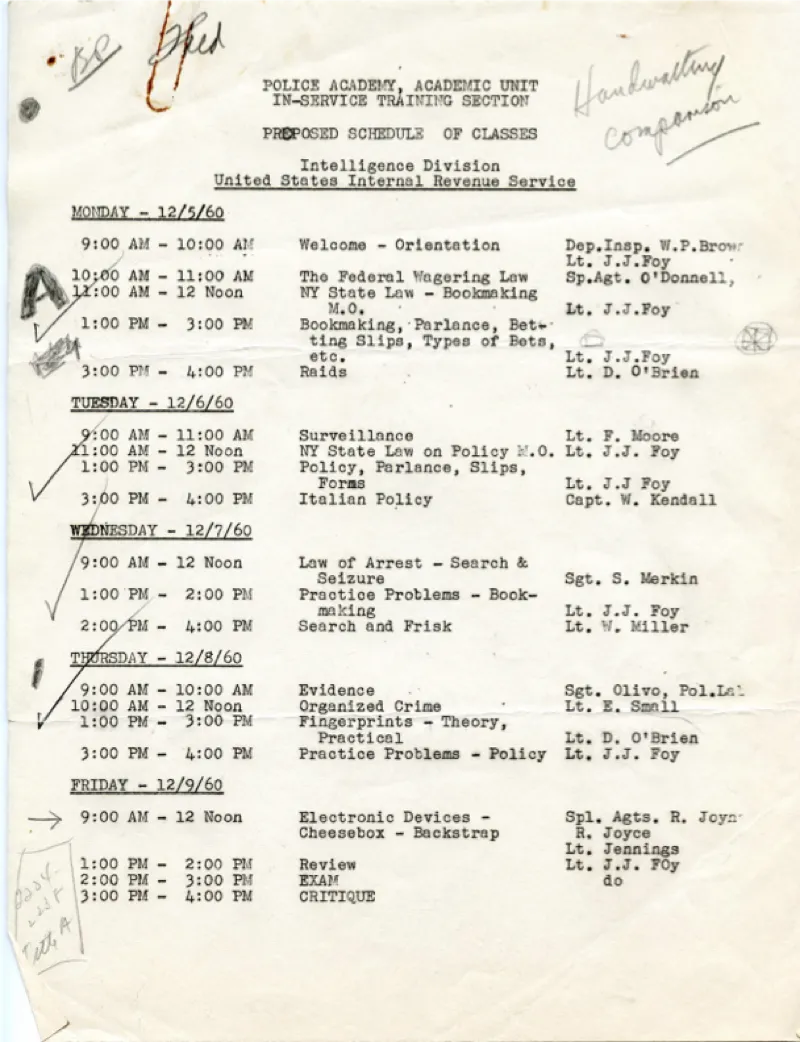 BP
POLICE ACADEMY, ACADEMIC UNIT
IN-SERVICE TRAINING SECTION
Handwriting
comparison
PROPOSED SCHEDULE OF CLASSES
Intelligence Division
United States Internal Revenue Service
MONDAY - 12/5/60
9:00 AM - 10:00 AM Welcome - Orientation Dep.Insp. W.P.Brown
Lt. J.J.Foy
A
10:00 AM - 11:00 AM The Federal Wagering Law Sp.Agt. O'Donnell,
11:00 AM - 12 Noon NY State Law - Bookmaking
M.O. Lt. J.J.Foy
1:00 PM - 3:00 PM Bookmaking, Parlance, Bet-
ting Slips, Types of Bets,
etc. Lt. J.J.Foy
3:00 PM - 4:00 PM Raids Lt. D. O'Brien
TUESDAY - 12/6/60
9:00 AM - 11:00 AM Surveillance Lt. F. Moore
11:00 AM - 12 Noon NY State Law on Policy M.O. Lt. J.J. Foy
1:00 PM - 3:00 PM Policy, Parlance, Slips,
Forms Lt. J.J Foy
3:00 PM - 4:00 PM Italian Policy Capt. W. Kendall
WEDNESDAY - 12/7/60
9:00 AM - 12 Noon Law of Arrest - Search &
Seizure Sgt. S. Merkin
1:00 PM - 2:00 PM Practice Problems - Book-
making Lt. J.J. Foy
2:00 PM - 4:00 PM Search and Frisk Lt. W. Miller
THURSDAY - 12/8/60
9:00 AM - 10:00 AM Evidence Sgt. Olivo, Pol.Lab
10:00 AM - 12 Noon Organized Crime Lt. E. Small
1:00 PM - 3:00 PM Fingerprints - Theory,
Practical Lt. D. O'Brien
3:00 PM - 4:00 PM Practice Problems - Policy Lt. J.J. Foy
FRIDAY - 12/9/60
9:00 AM - 12 Noon Electronic Devices - Spl. Agts. R. Joyn
Cheesebox - Backstrap R. Joyce
Lt. Jennings
1:00 PM - 2:00 PM Review Lt. J.J. FOy
2:00 PM - 3:00 PM EXAM do
3:00 PM - 4:00 PM CRITIQUE